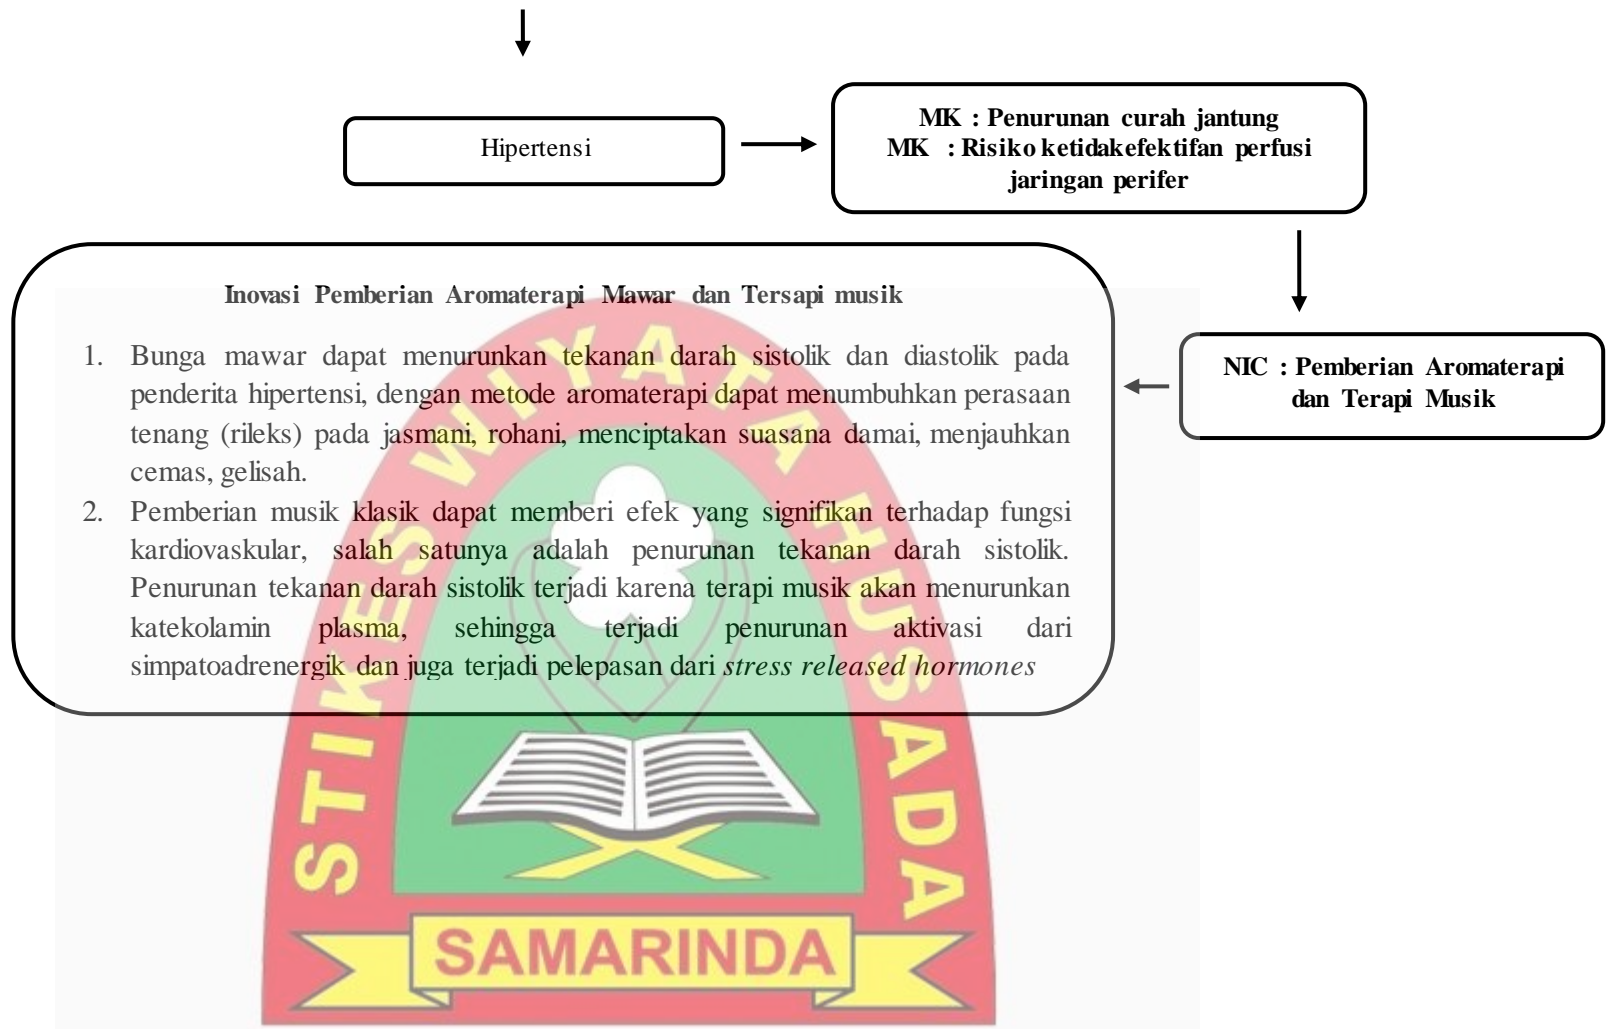 Hipertensi
MK : Penurunan curah jantung
MK : Risiko ketidakefektifan perfusi
jaringan perifer
Inovasi Pemberian Aromaterapi Mawar dan Tersapi musik
1. Bunga mawar dapat menurunkan tekanan darah sistolik dan diastolik pada
penderita hipertensi, dengan metode aromaterapi dapat menumbuhkan perasaan
tenang (rileks) pada jasmani, rohani, menciptakan suasana damai, menjauhkan
cemas, gelisah.
2. Pemberian musik klasik dapat memberi efek yang signifikan terhadap fungsi
kardiovaskular, salah satunya adalah penurunan tekanan darah sistolik.
Penurunan tekanan darah sistolik terjadi karena terapi musik akan menurunkan
katekolamin plasma, sehingga terjadi penurunan aktivasi dari
simpatoadrenergik dan juga terjadi pelepasan dari stress released hormones
NIC : Pemberian Aromaterapi
dan Terapi Musik
STIKES WIYATA HUSADA
SAMARINDA